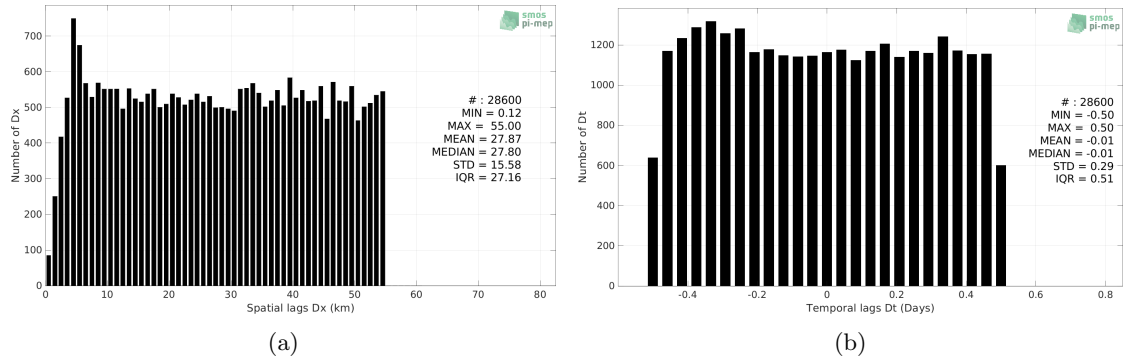 smos
pi-mep
700
600
500
400
300
200
100
0
Number of Dx
# : 28600
MIN = 0.12
MAX = 55.00
MEAN = 27.87
MEDIAN = 27.80
STD = 15.58
IQR = 27.16
0 10 20 30 40 50 60 70 80
Spatial lags Dx (km)
(a)
smos
pi-mep
1200
1000
800
600
400
200
0
Number of Dt
# : 28600
MIN = -0.50
MAX = 0.50
MEAN = -0.01
MEDIAN = -0.01
STD = 0.29
IQR = 0.51
-0.4 -0.2 0 0.2 0.4 0.6 0.8
Temporal lags Dt (Days)
(b)